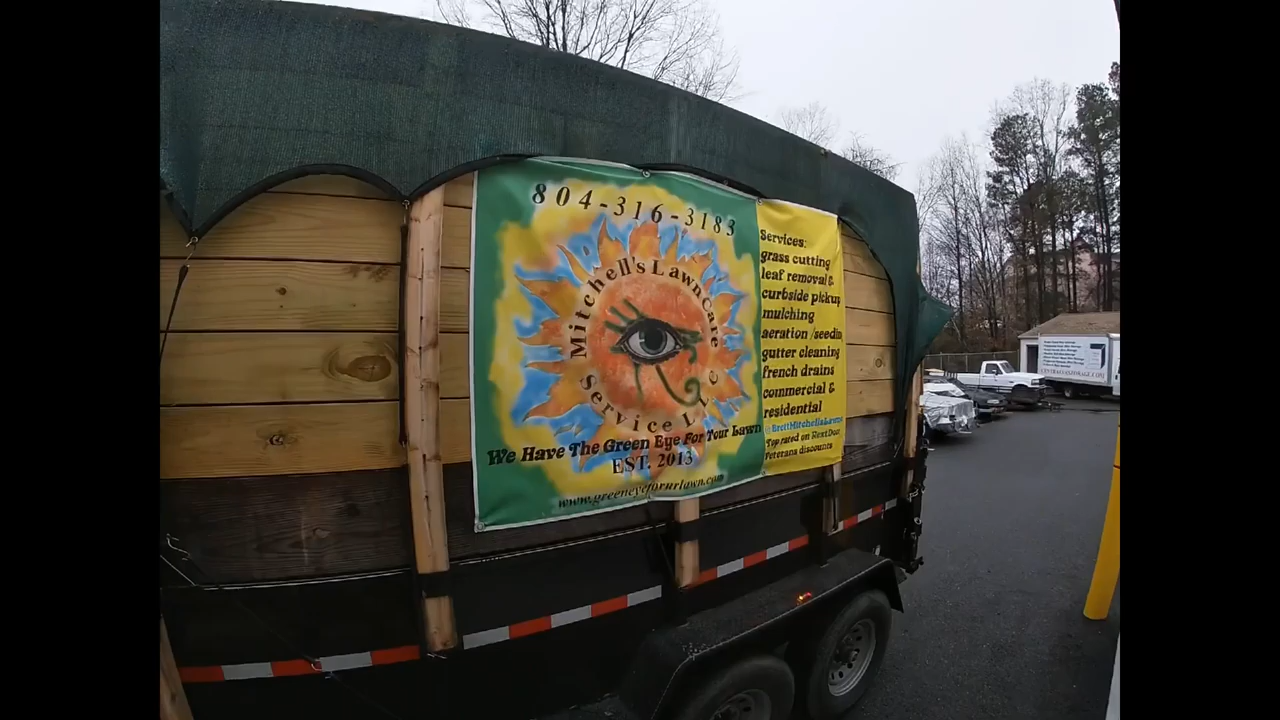 804-316-3183
Mitchell's LawnCare
Service LLC
We Have The Green Eye For Your Lawn
EST. 2013
www.greeneyeforurlawn.com
Services:
grass cutting
leaf removal &
curbside pickup
mulching
aeration /seedin
gutter cleaning
french drains
commercial &
residential
Top rated on NextDoor
Veterans discounts